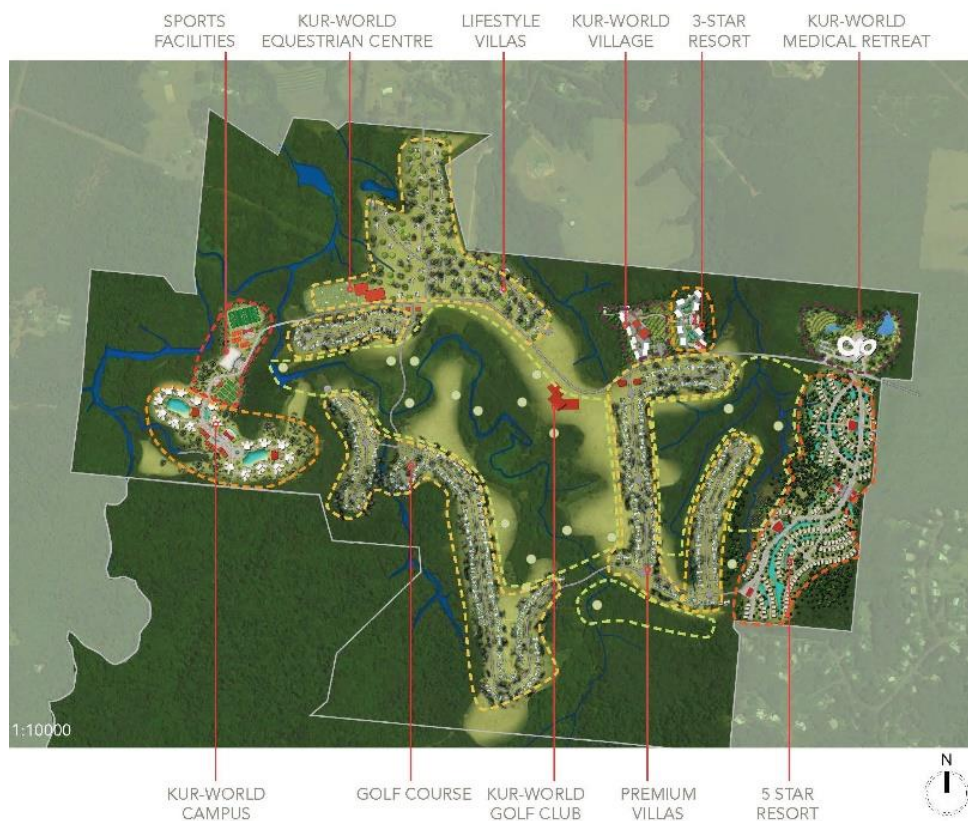 SPORTS
FACILITIES
KUR-WORLD
EQUESTRIAN CENTRE
LIFESTYLE
VILLAS
KUR-WORLD
VILLAGE
3-STAR
RESORT
KUR-WORLD
MEDICAL RETREAT
1:10000
N
KUR-WORLD
CAMPUS
GOLF COURSE
KUR-WORLD
GOLF CLUB
PREMIUM
VILLAS
5 STAR
RESORT